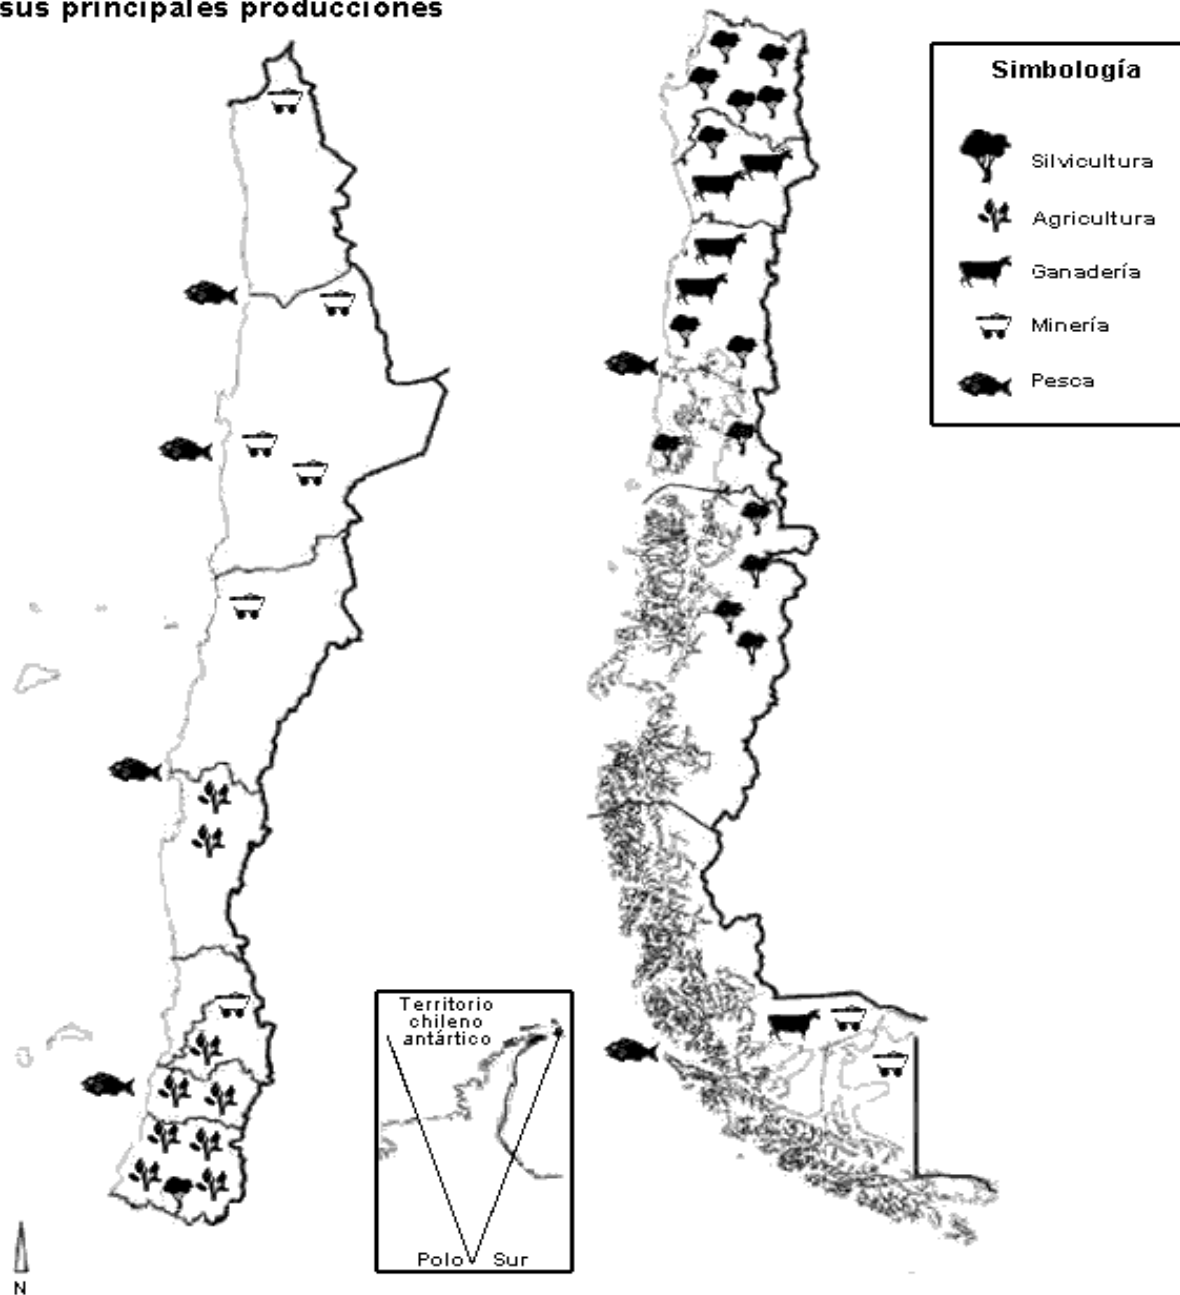 sus principales producciones
Simbología
Silvicultura
Agricultura
Ganadería
Minería
Pesca
Territorio
chileno
antártico
Polo Sur
N